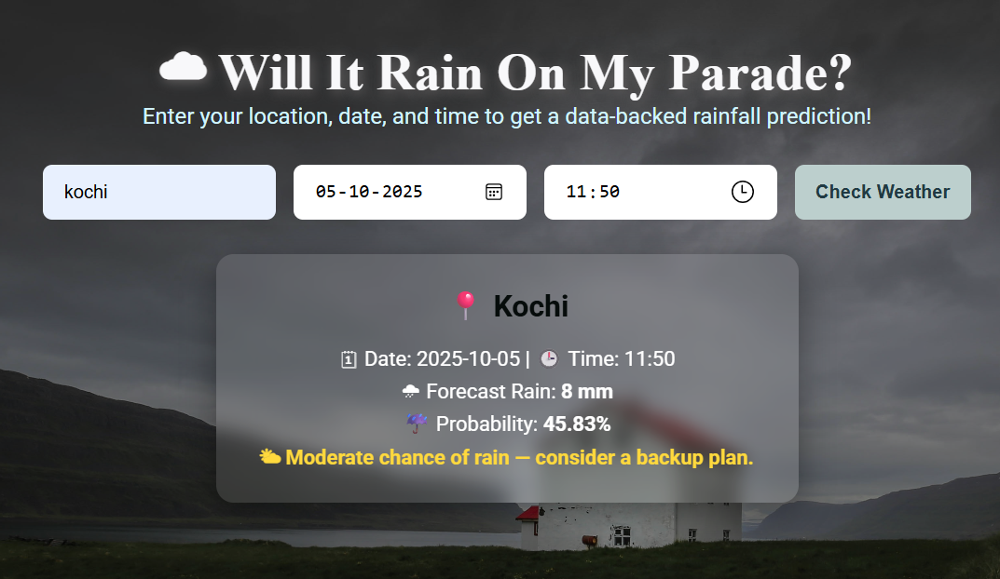 Will It Rain On My Parade?
Enter your location, date, and time to get a data-backed rainfall prediction!
kochi
05-10-2025
11:50
Check Weather
Kochi
Date: 2025-10-05 | Time: 11:50
Forecast Rain: 8 mm
Probability: 45.83%
Moderate chance of rain — consider a backup plan.